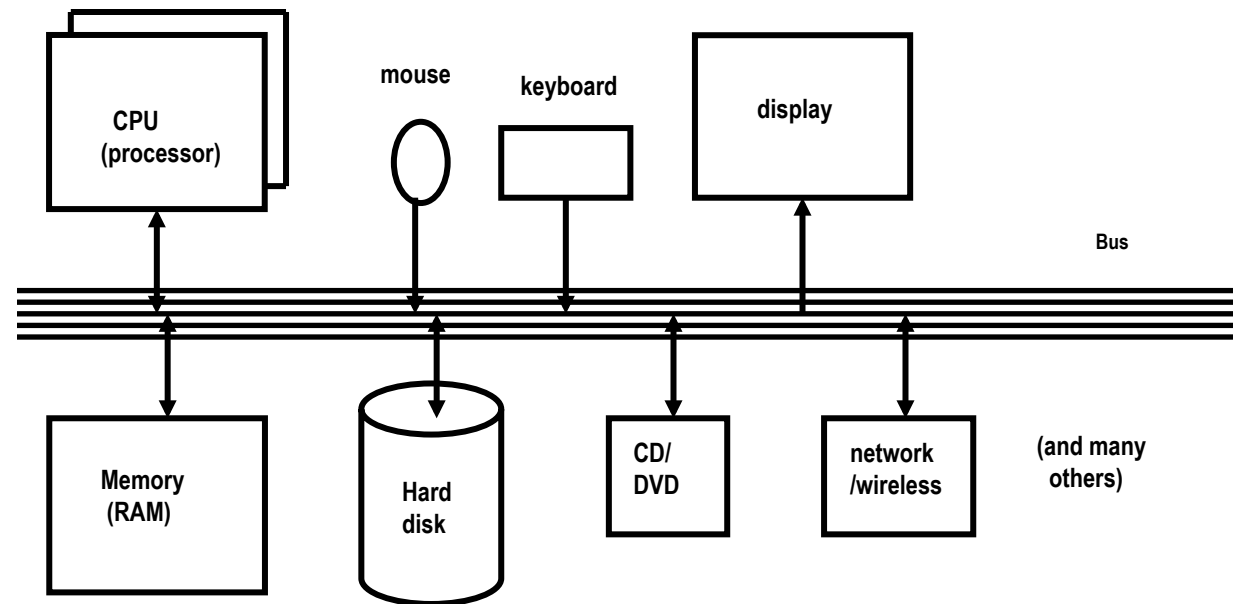 mouse
keyboard
CPU
(processor)
display
Bus
Memory
(RAM)
Hard
disk
CD/
DVD
network
/wireless
(and many
others)